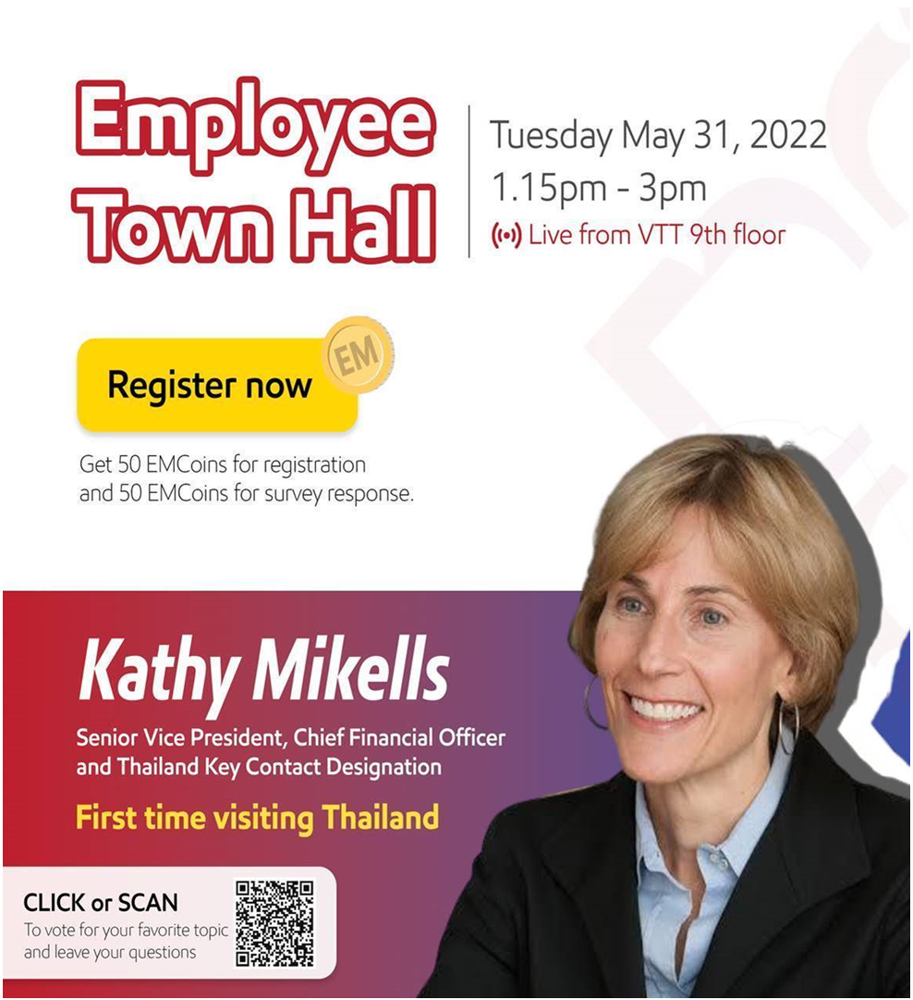 Employee
Town Hall
Tuesday May 31, 2022
1.15pm - 3pm
Live from VTT 9th floor
Register now
EM
Get 50 EMCoins for registration
and 50 EMCoins for survey response.
Kathy Mikells
Senior Vice President, Chief Financial Officer
and Thailand Key Contact Designation
First time visiting Thailand
CLICK or SCAN
To vote for your favorite topic
and leave your questions